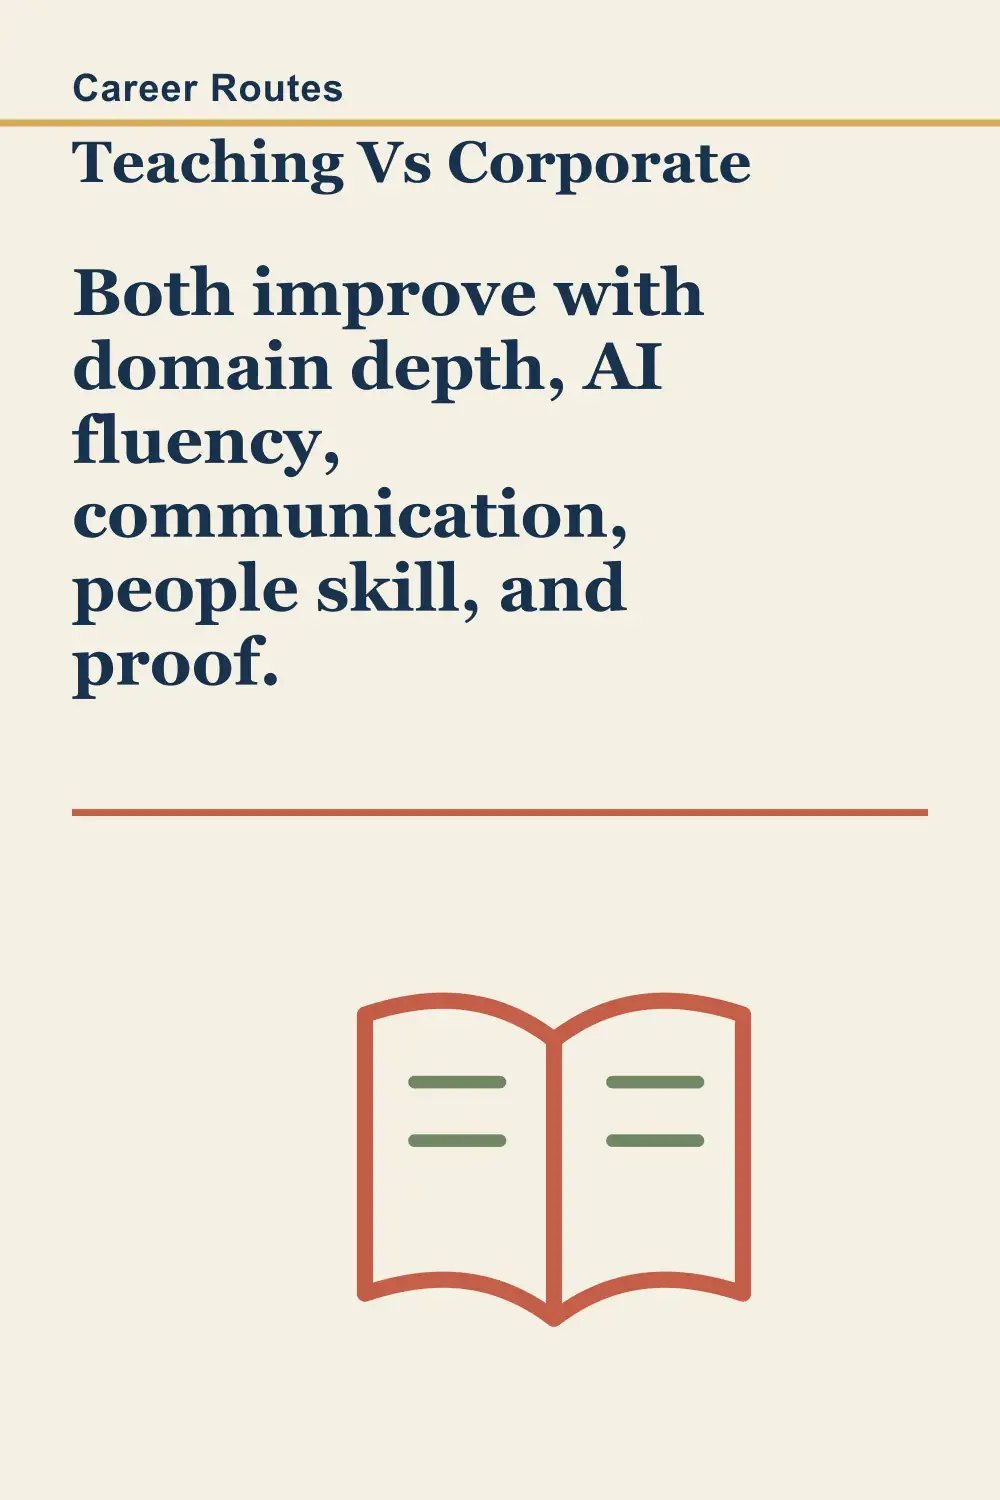 Career Routes
Teaching Vs Corporate
Both improve with
domain depth, AI
fluency,
communication,
people skill, and
proof.